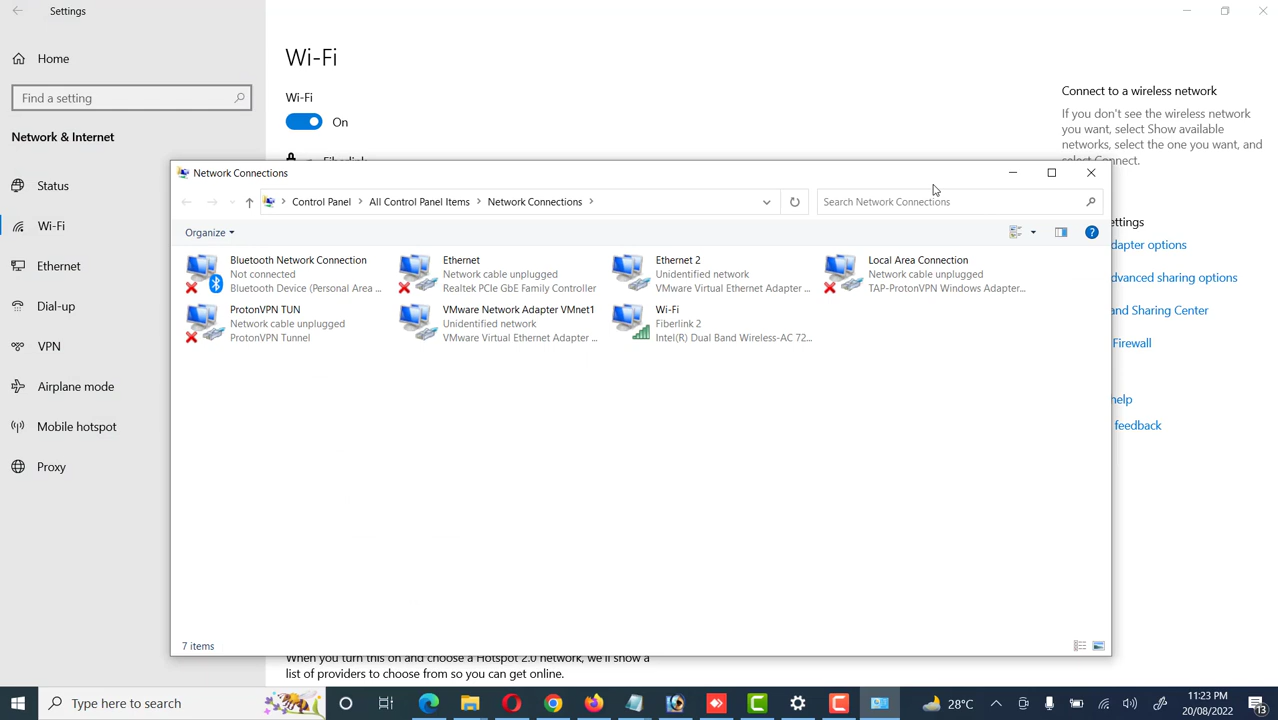 Settings
Home
Find a setting
Network & Internet
Status
Wi-Fi
Ethernet
Dial-up
VPN
Airplane mode
Mobile hotspot
Proxy
Wi-Fi
Wi-Fi
On
Connect to a wireless network
If you don't see the wireless network
you want, select Show available
networks, select the one you want, and
select Connect.
ettings
dapter options
dvanced sharing options
and Sharing Center
Firewall
help
feedback
Network Connections
Control Panel > All Control Panel Items > Network Connections >
Search Network Connections
Organize
Bluetooth Network Connection
Not connected
Bluetooth Device (Personal Area ...
Ethernet
Network cable unplugged
Realtek PCIe GbE Family Controller
Ethernet 2
Unidentified network
VMware Virtual Ethernet Adapter ...
Local Area Connection
Network cable unplugged
TAP-ProtonVPN Windows Adapter...
ProtonVPN TUN
Network cable unplugged
ProtonVPN Tunnel
VMware Network Adapter VMnet1
Unidentified network
VMware Virtual Ethernet Adapter ...
Wi-Fi
Fiberlink 2
Intel(R) Dual Band Wireless-AC 72...
7 items
When you turn this on and choose a Hotspot 2.0 network, we'll show a
list of providers to choose from so you can get online.
Type here to search
28°C
11:23 PM
20/08/2022
13